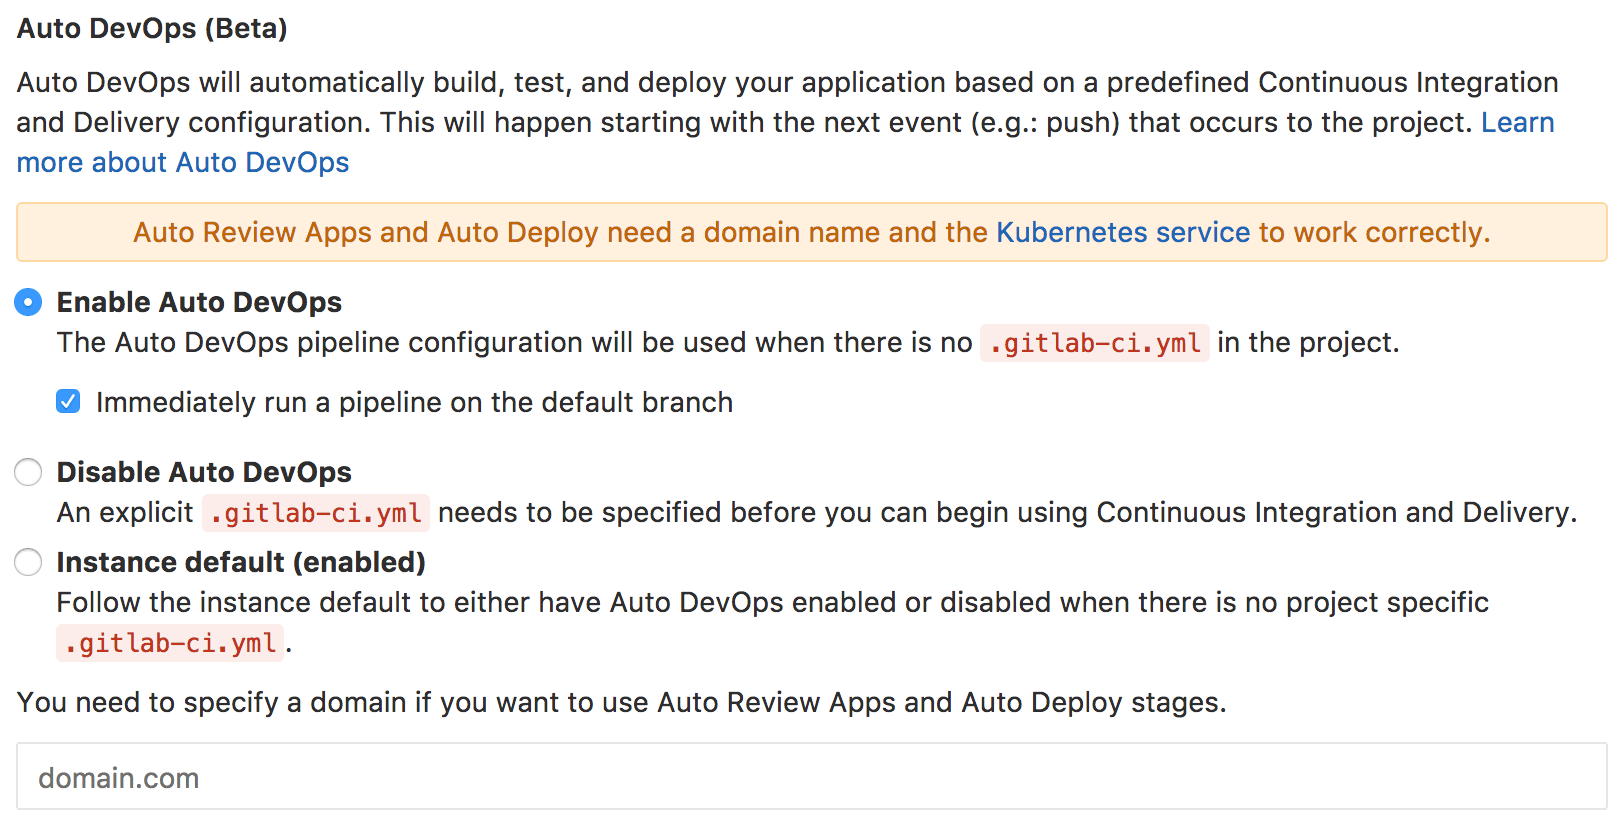 Auto DevOps (Beta)
Auto DevOps will automatically build, test, and deploy your application based on a predefined Continuous Integration
and Delivery configuration. This will happen starting with the next event (e.g.: push) that occurs to the project. Learn
more about Auto DevOps
Auto Review Apps and Auto Deploy need a domain name and the Kubernetes service to work correctly.
Enable Auto DevOps
The Auto DevOps pipeline configuration will be used when there is no .gitlab-ci.yml in the project.
Immediately run a pipeline on the default branch
Disable Auto DevOps
An explicit .gitlab-ci.yml needs to be specified before you can begin using Continuous Integration and Delivery.
Instance default (enabled)
Follow the instance default to either have Auto DevOps enabled or disabled when there is no project specific
.gitlab-ci.yml.
You need to specify a domain if you want to use Auto Review Apps and Auto Deploy stages.
domain.com